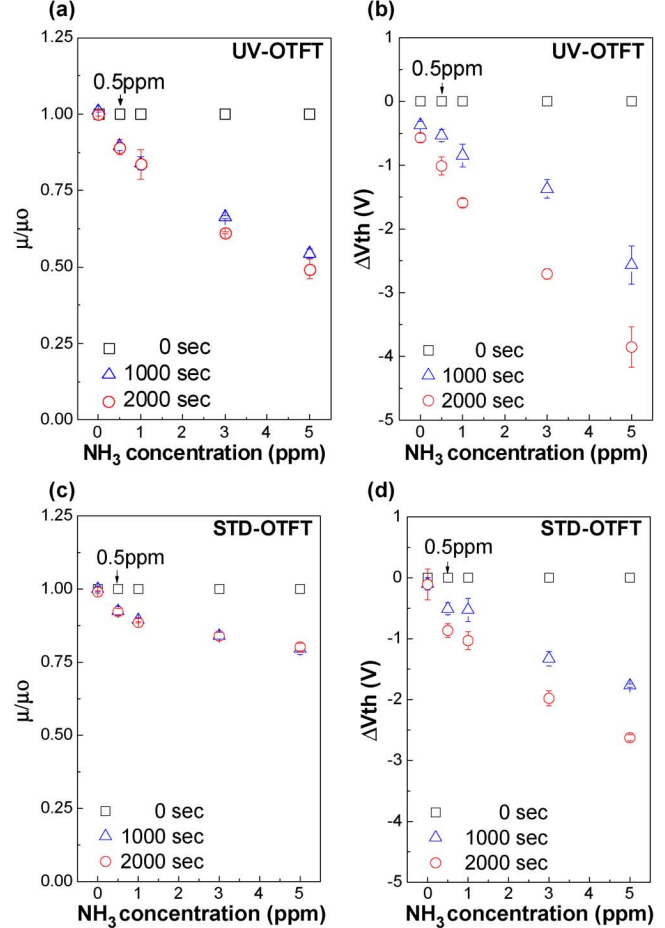 (a)
1.25
UV-OTFT
0.5ppm
1.00
0.75
μ/μo
0.50
0 sec
0.25
1000 sec
2000 sec
0.00
0 1 2 3 4 5
NH3 concentration (ppm)
(b)
1
UV-OTFT
0.5ppm
0
-1
ΔVth (V)
-2
-3
0 sec
-4
1000 sec
2000 sec
-5
0 1 2 3 4 5
NH3 concentration (ppm)
(c)
1.25
STD-OTFT
0.5ppm
1.00
0.75
μ/μo
0.50
0.25
0 sec
1000 sec
2000 sec
0.00
0 1 2 3 4 5
NH3 concentration (ppm)
(d)
1
STD-OTFT
0.5ppm
0
-1
ΔVth (V)
-2
-3
0 sec
-4
1000 sec
2000 sec
-5
0 1 2 3 4 5
NH3 concentration (ppm)